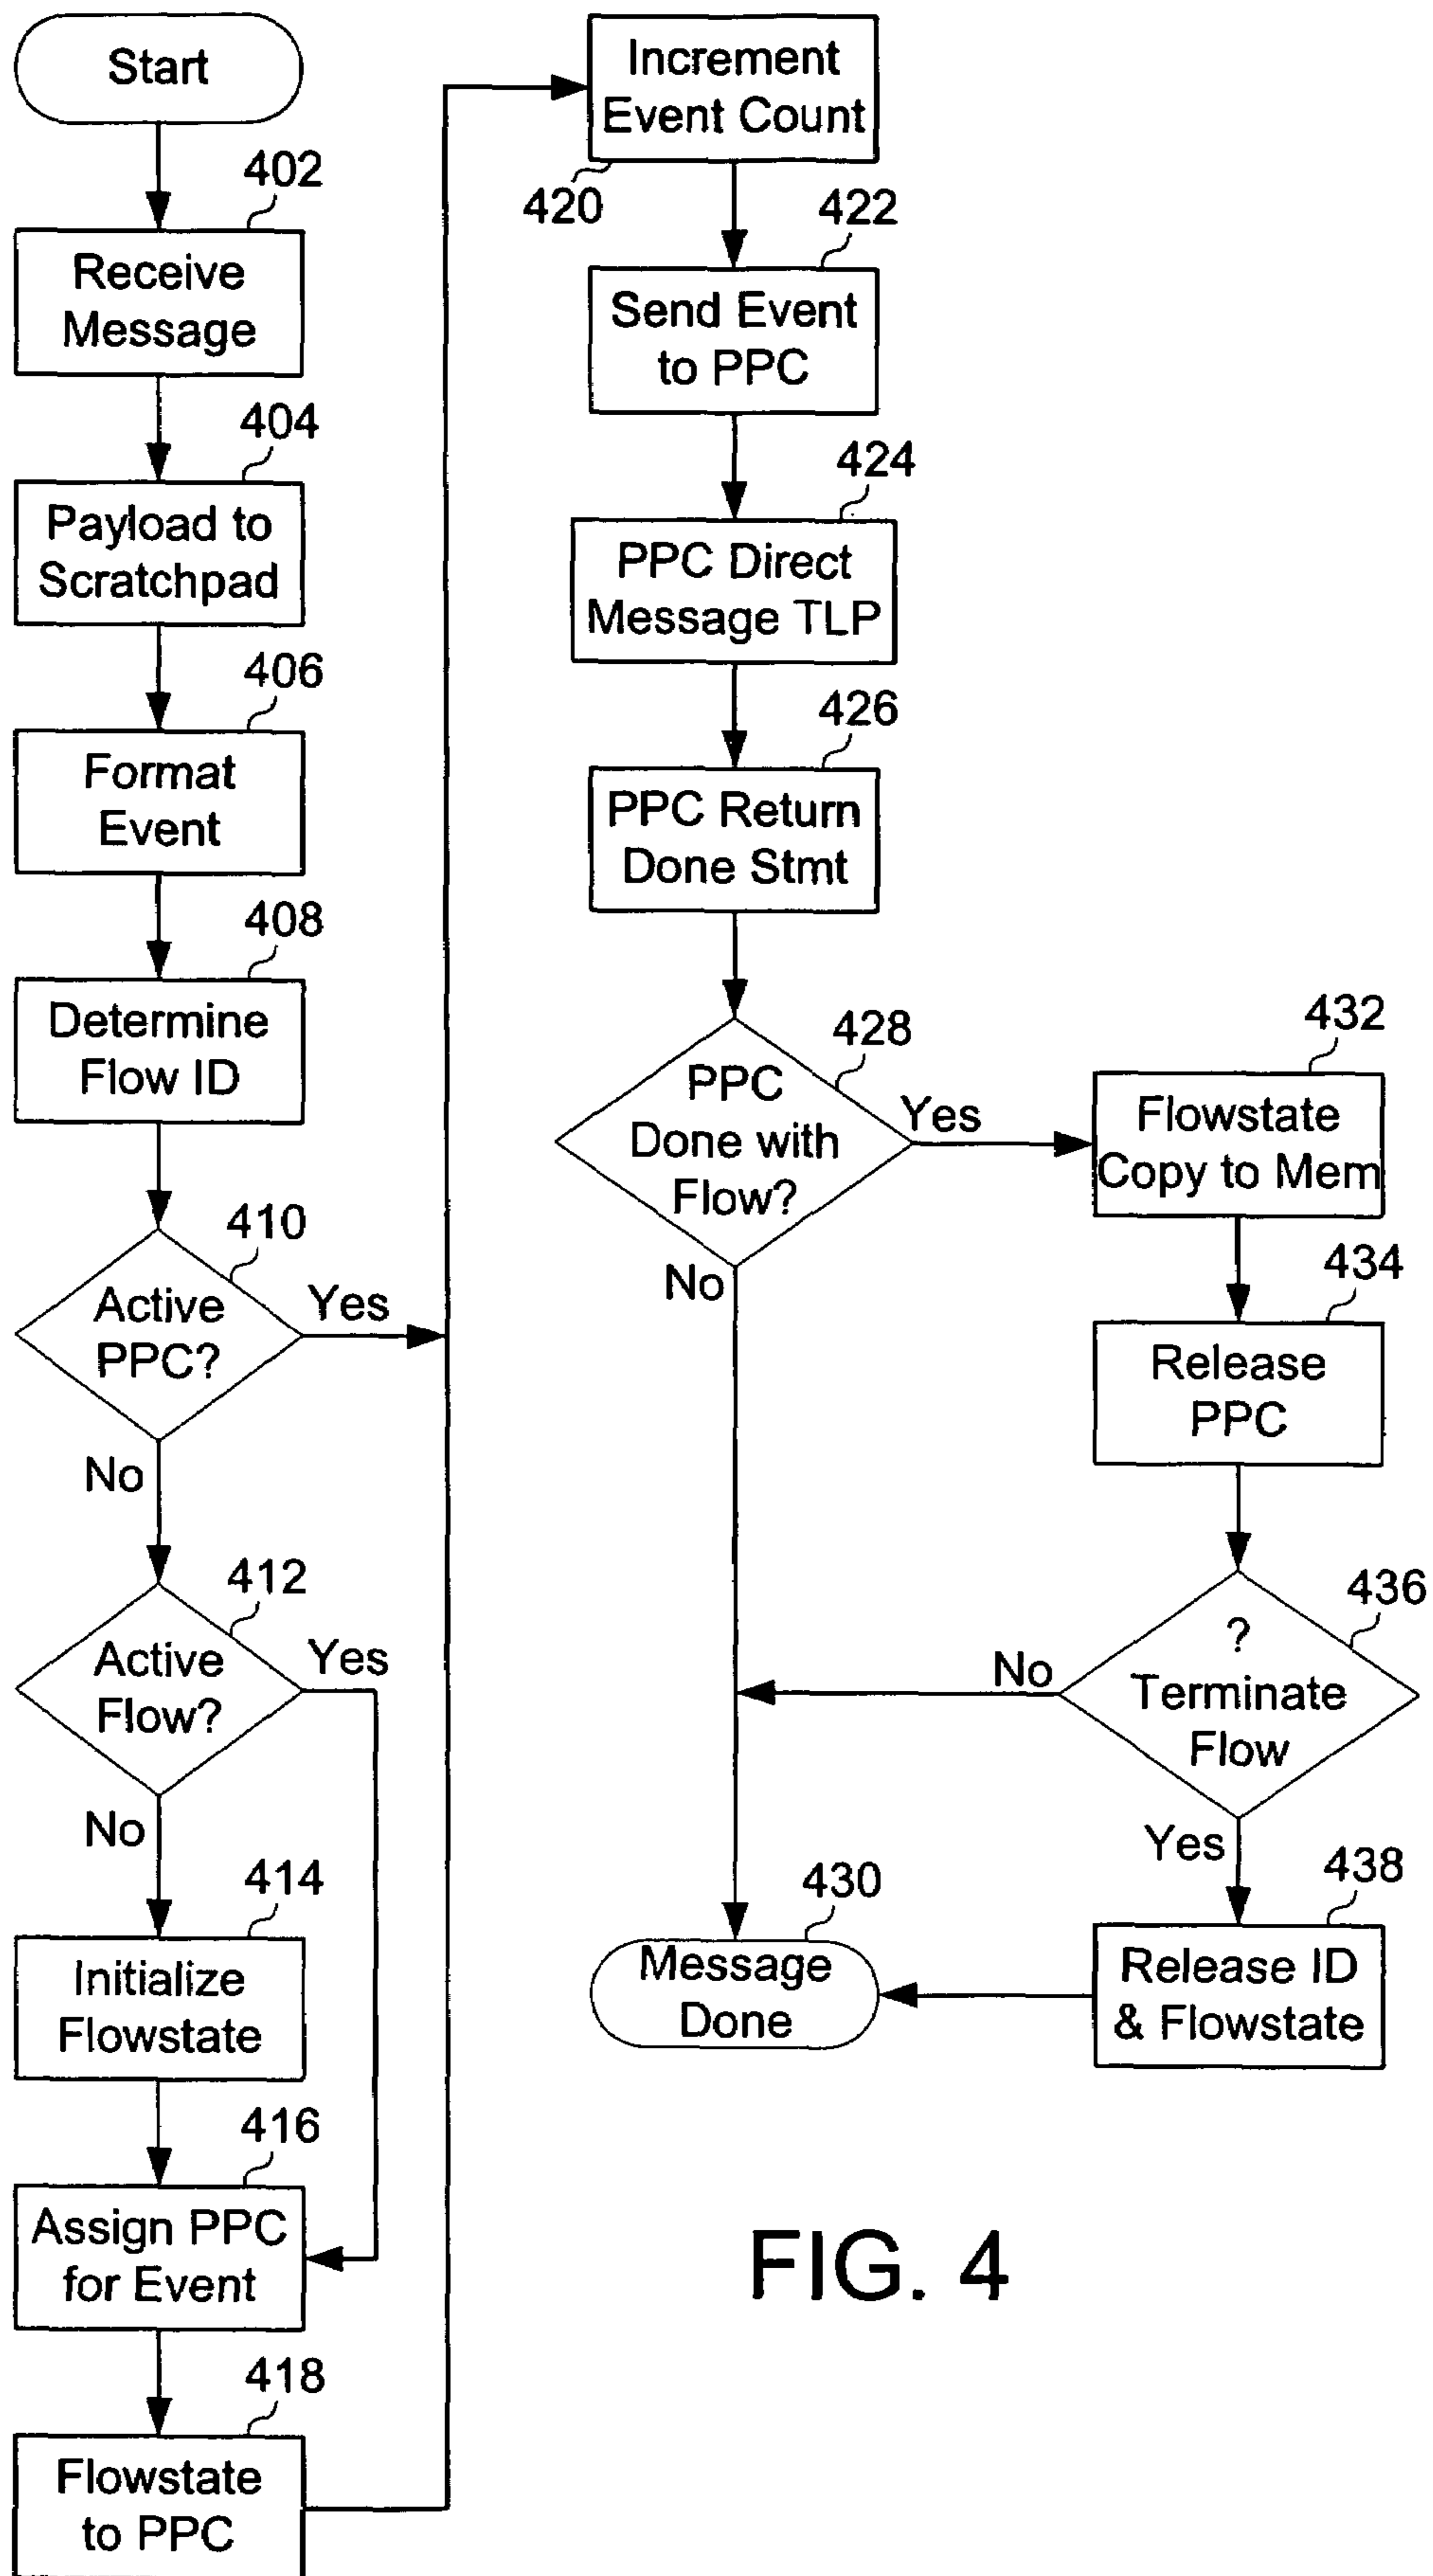 Start
402
Receive
Message
404
Payload to
Scratchpad
406
Format
Event
408
Determine
Flow ID
410
Active
PPC?
Yes
No
412
Active
Flow?
Yes
No
414
Initialize
Flowstate
416
Assign PPC
for Event
418
Flowstate
to PPC
Increment
Event Count
420
422
Send Event
to PPC
424
PPC Direct
Message TLP
426
PPC Return
Done Stmt
428
PPC
Done with
Flow?
Yes
No
432
Flowstate
Copy to Mem
434
Release
PPC
436
?
Terminate
Flow
No
Yes
438
Release ID
& Flowstate
430
Message
Done
FIG. 4